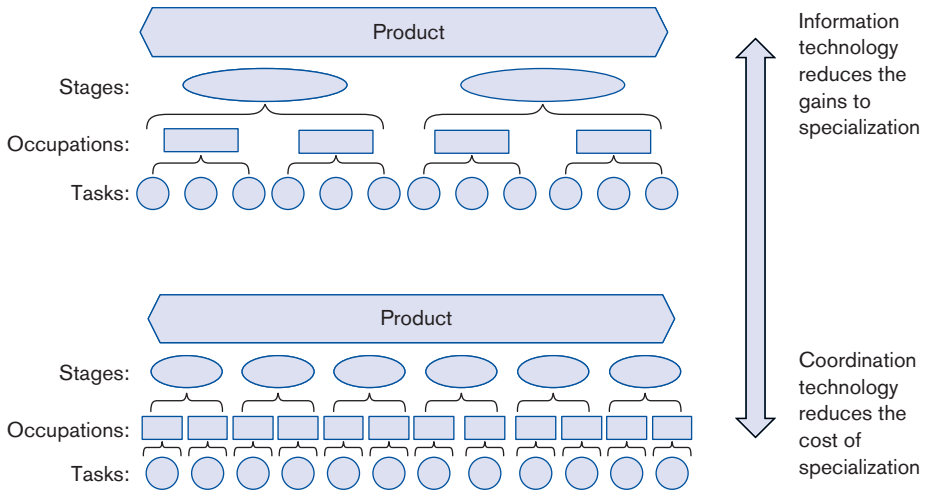 Product
Information
technology
reduces the
gains to
specialization
Stages:
Occupations:
Tasks:
Product
Stages:
Occupations:
Tasks:
Coordination
technology
reduces the
cost of
specialization